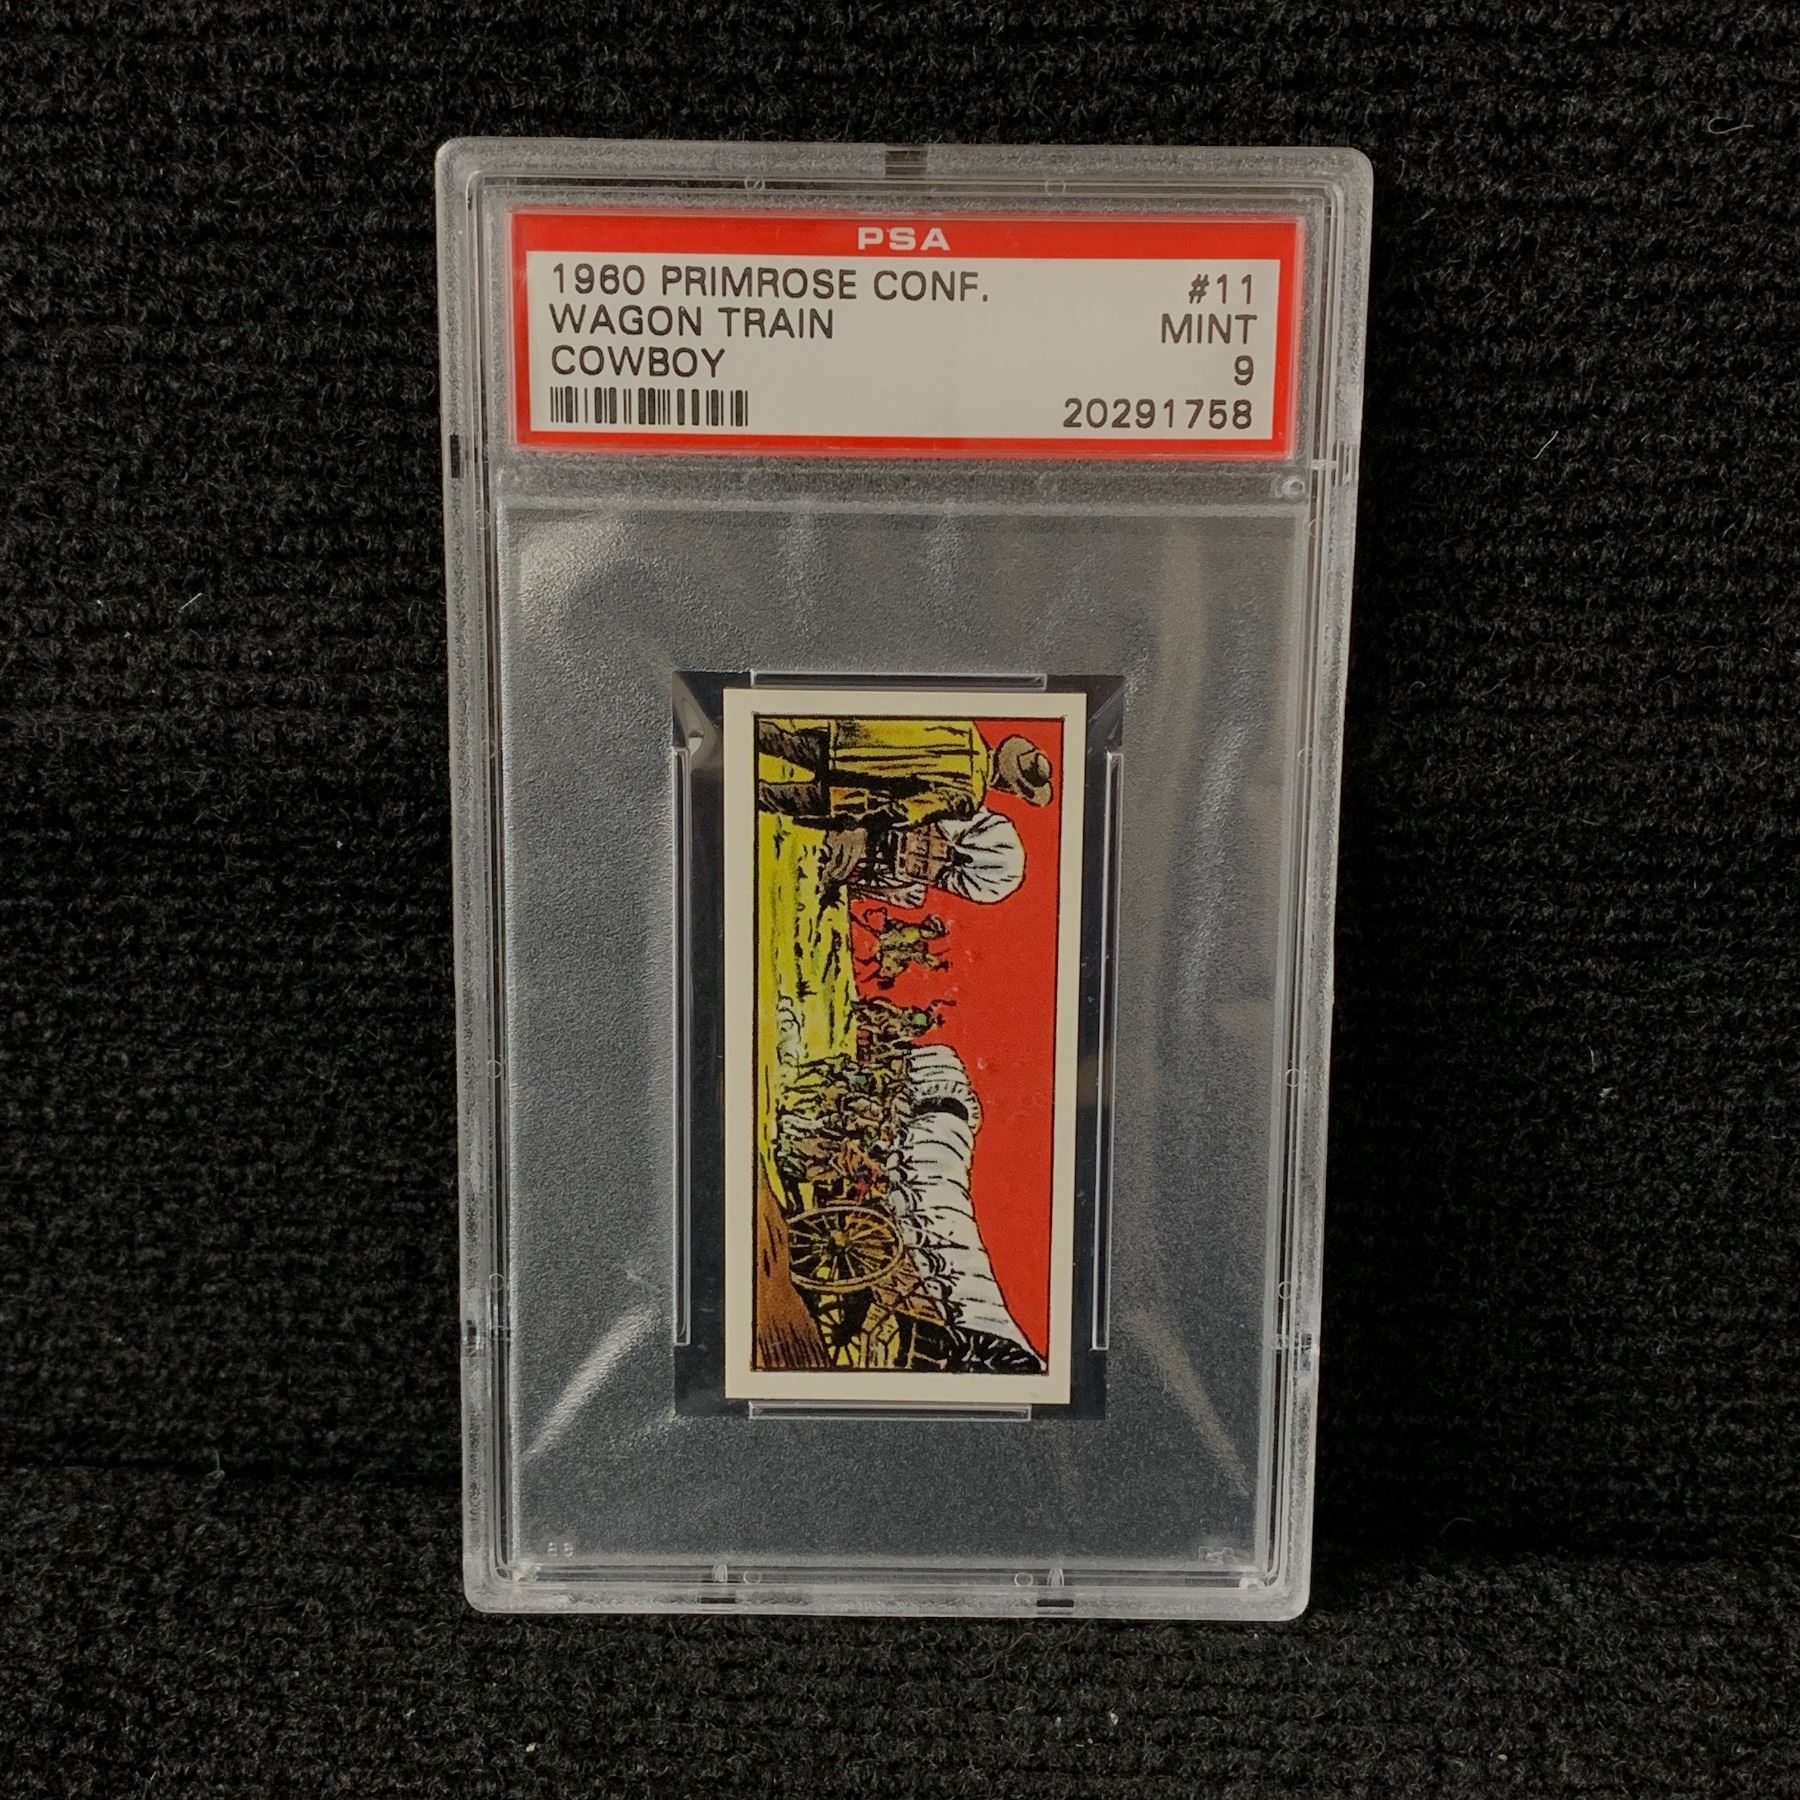 PSA
1960 PRIMROSE CONF. #11
WAGON TRAIN MINT
COWBOY 9
20291758